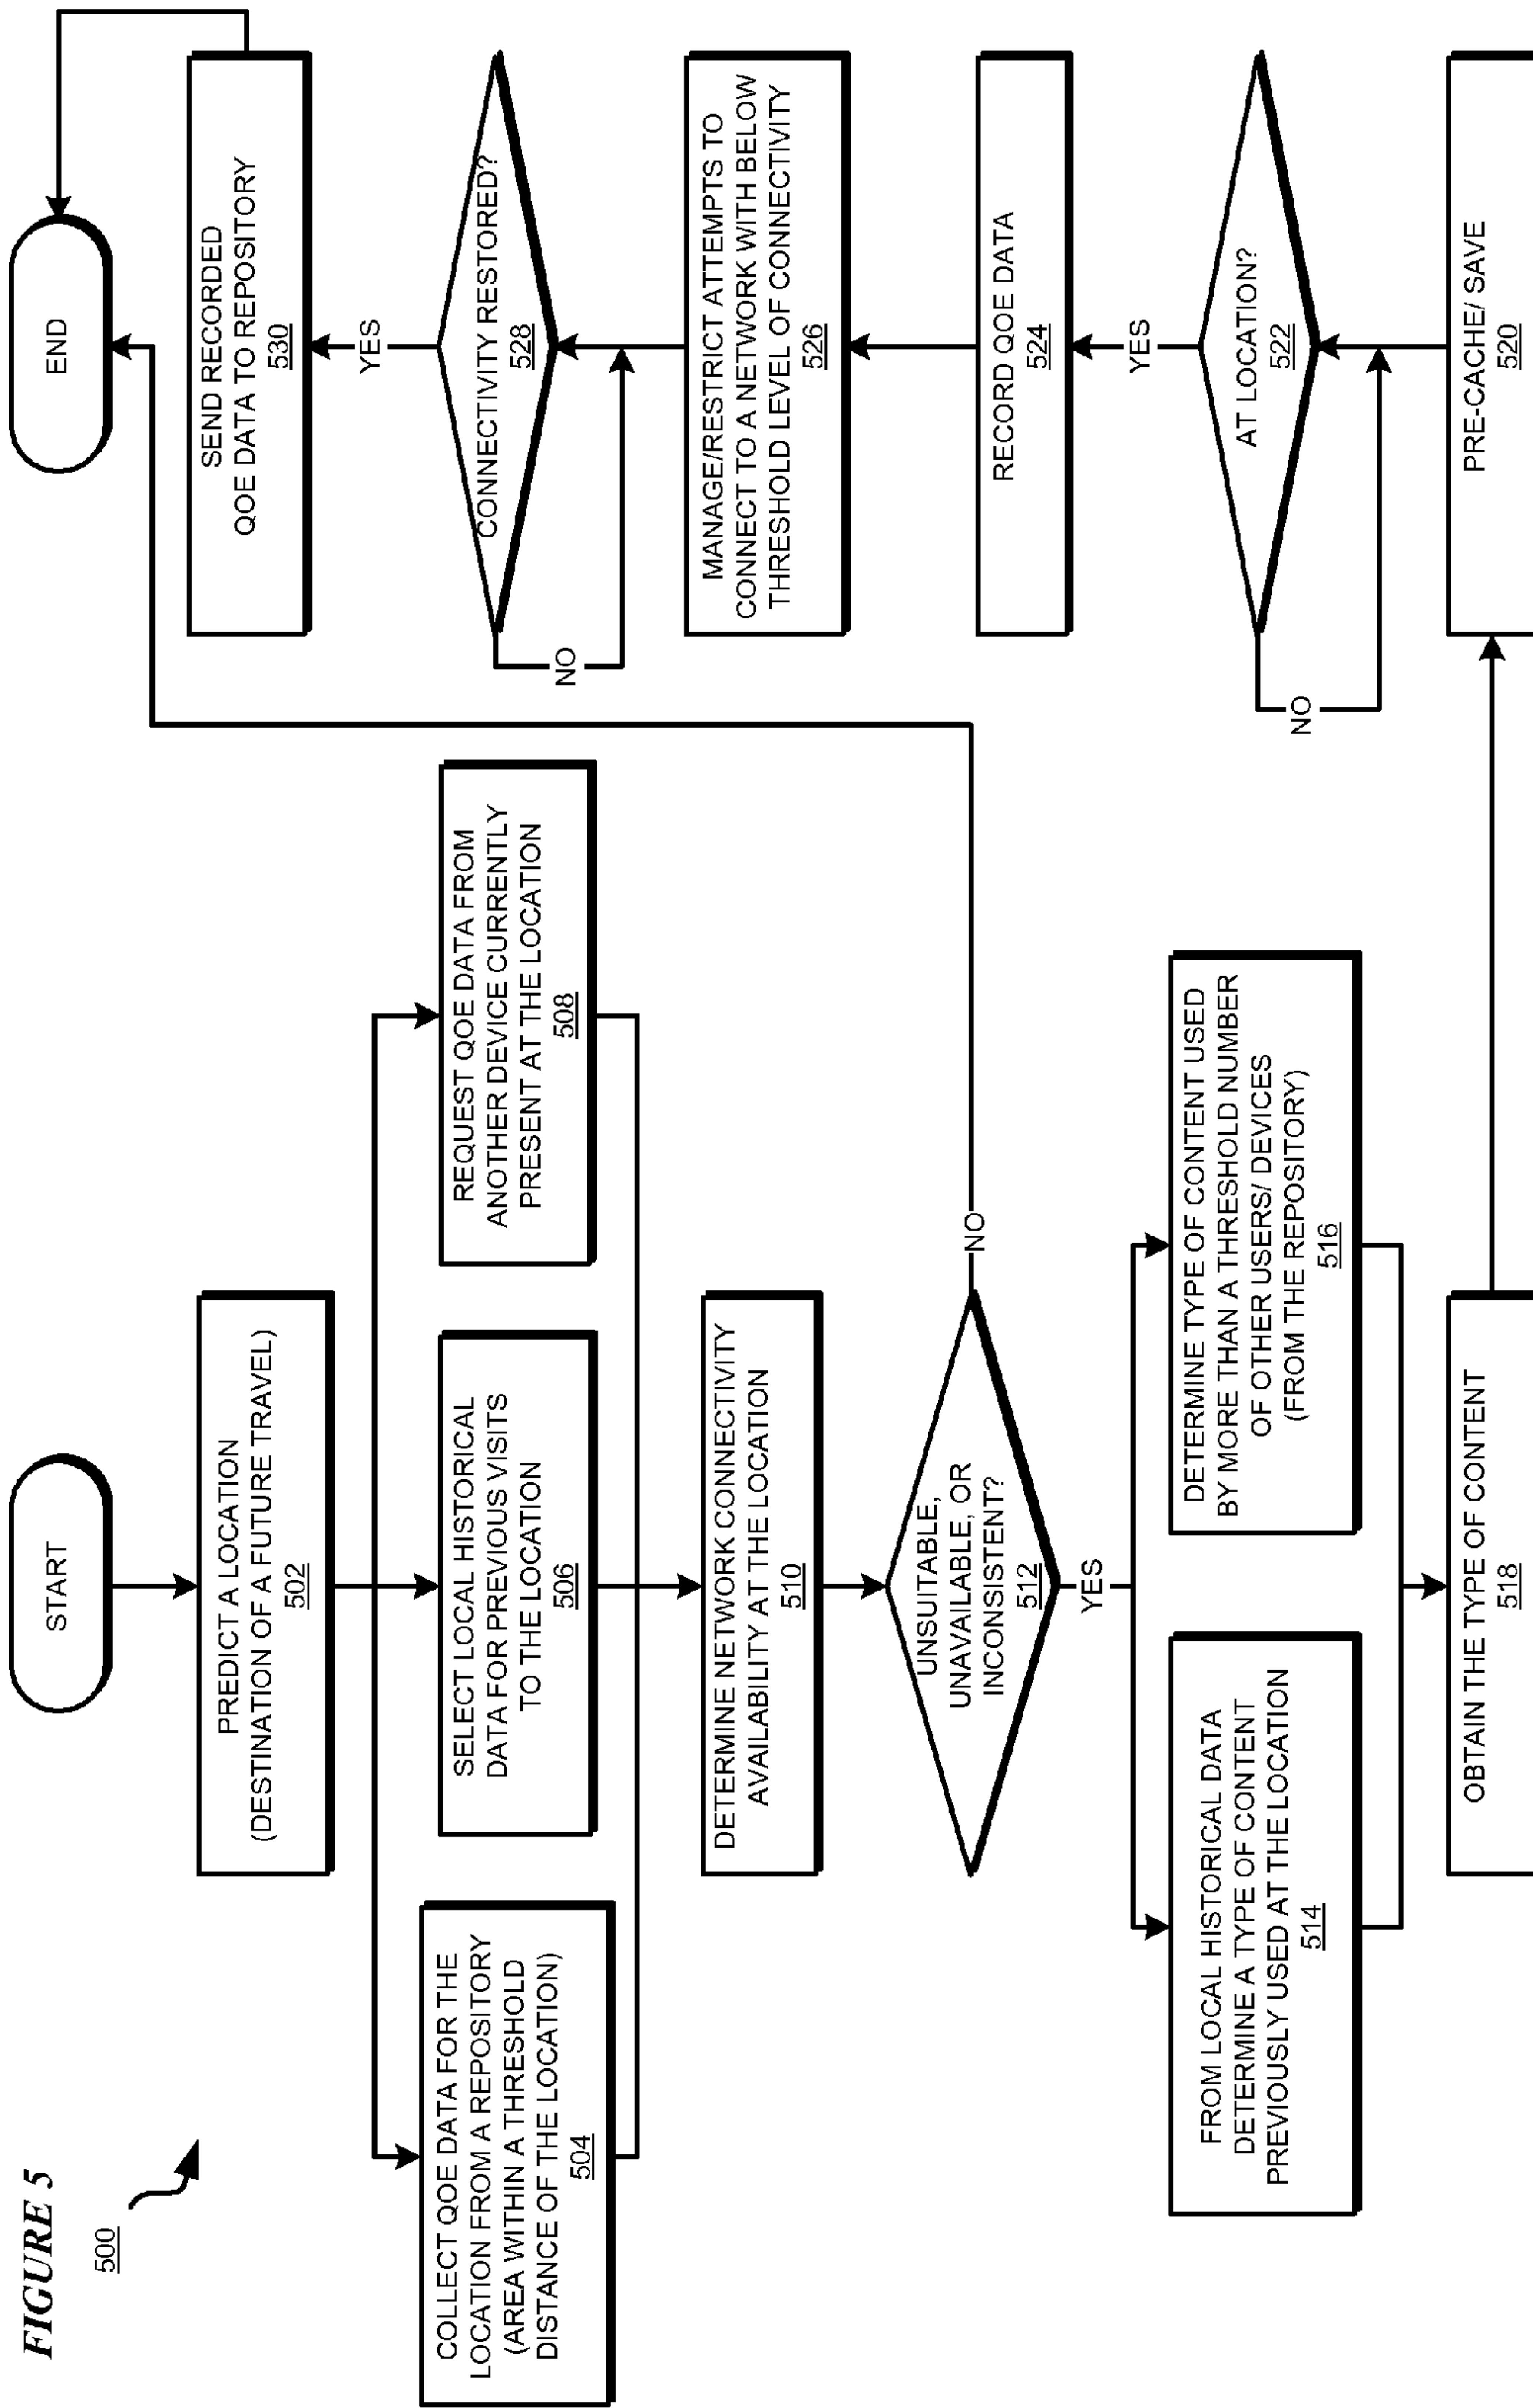 FIGURE 5
500
START
PREDICT A LOCATION
(DESTINATION OF A FUTURE TRAVEL)
502
COLLECT QOE DATA FOR THE
LOCATION FROM A REPOSITORY
(AREA WITHIN A THRESHOLD
DISTANCE OF THE LOCATION)
504
SELECT LOCAL HISTORICAL
DATA FOR PREVIOUS VISITS
TO THE LOCATION
506
REQUEST QOE DATA FROM
ANOTHER DEVICE CURRENTLY
PRESENT AT THE LOCATION
508
DETERMINE NETWORK CONNECTIVITY
AVAILABILITY AT THE LOCATION
510
UNSUITABLE,
UNAVAILABLE, OR
INCONSISTENT?
512
NO
YES
FROM LOCAL HISTORICAL DATA
DETERMINE A TYPE OF CONTENT
PREVIOUSLY USED AT THE LOCATION
514
DETERMINE TYPE OF CONTENT USED
BY MORE THAN A THRESHOLD NUMBER
OF OTHER USERS/ DEVICES
(FROM THE REPOSITORY)
516
OBTAIN THE TYPE OF CONTENT
518
PRE-CACHE/ SAVE
520
AT LOCATION?
522
NO
YES
RECORD QOE DATA
524
MANAGE/RESTRICT ATTEMPTS TO
CONNECT TO A NETWORK WITH BELOW
THRESHOLD LEVEL OF CONNECTIVITY
526
CONNECTIVITY RESTORED?
528
NO
YES
SEND RECORDED
QOE DATA TO REPOSITORY
530
END